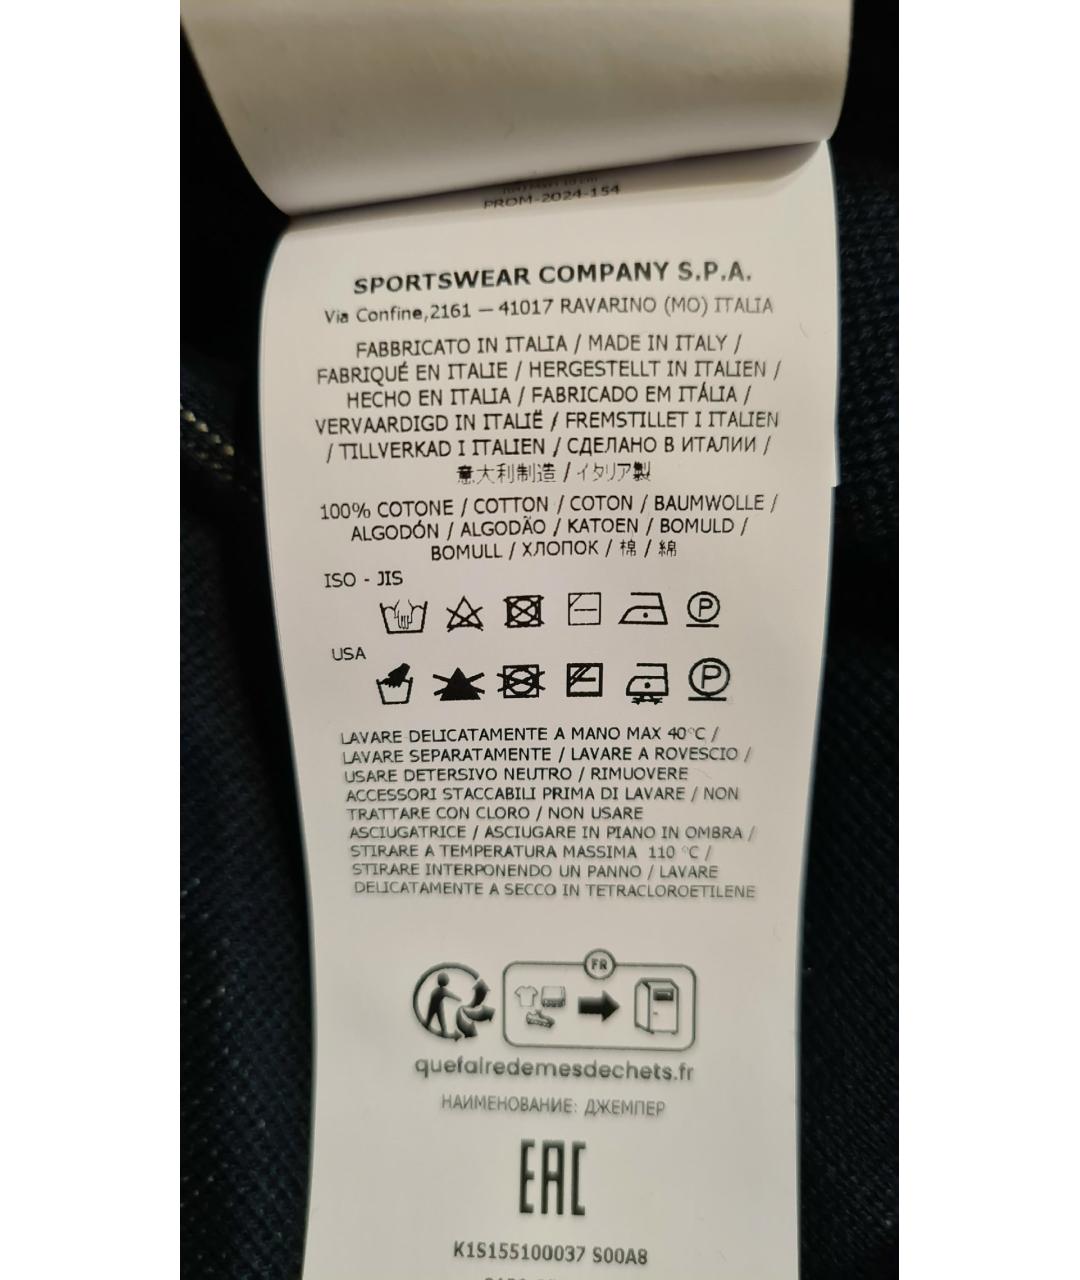 PROM-2024-154
SPORTSWEAR COMPANY S.P.A.
Via Confine,2161 — 41017 RAVARINO (MO) ITALIA
FABBRICATO IN ITALIA / MADE IN ITALY /
FABRIQUÉ EN ITALIE / HERGESTELLT IN ITALIEN /
HECHO EN ITALIA / FABRICADO EM ITÁLIA /
VERVAARDIGD IN ITALIË / FREMSTILLET I ITALIEN
/ TILLVERKAD I ITALIEN / СДЕЛАНО В ИТАЛИИ /
意大利制造 / イタリア製
100% COTONE / COTTON / COTON / BAUMWOLLE /
ALGODÓN / ALGODÃO / KATOEN / BOMULD /
BOMULL / ХЛОПОК / 棉 / 綿
ISO - JIS
P
USA
P
LAVARE DELICATAMENTE A MANO MAX 40°C /
LAVARE SEPARATAMENTE / LAVARE A ROVESCIO /
USARE DETERSIVO NEUTRO / RIMUOVERE
ACCESSORI STACCABILI PRIMA DI LAVARE / NON
TRATTARE CON CLORO / NON USARE
ASCIUGATRICE / ASCIUGARE IN PIANO IN OMBRA /
STIRARE A TEMPERATURA MASSIMA 110 °C /
STIRARE INTERPONENDO UN PANNO / LAVARE
DELICATAMENTE A SECCO IN TETRACLOROETILENE
FR
quefairedemesdechets.fr
НАИМЕНОВАНИЕ: ДЖЕМПЕР
EAC
K1S155100037 S00A8